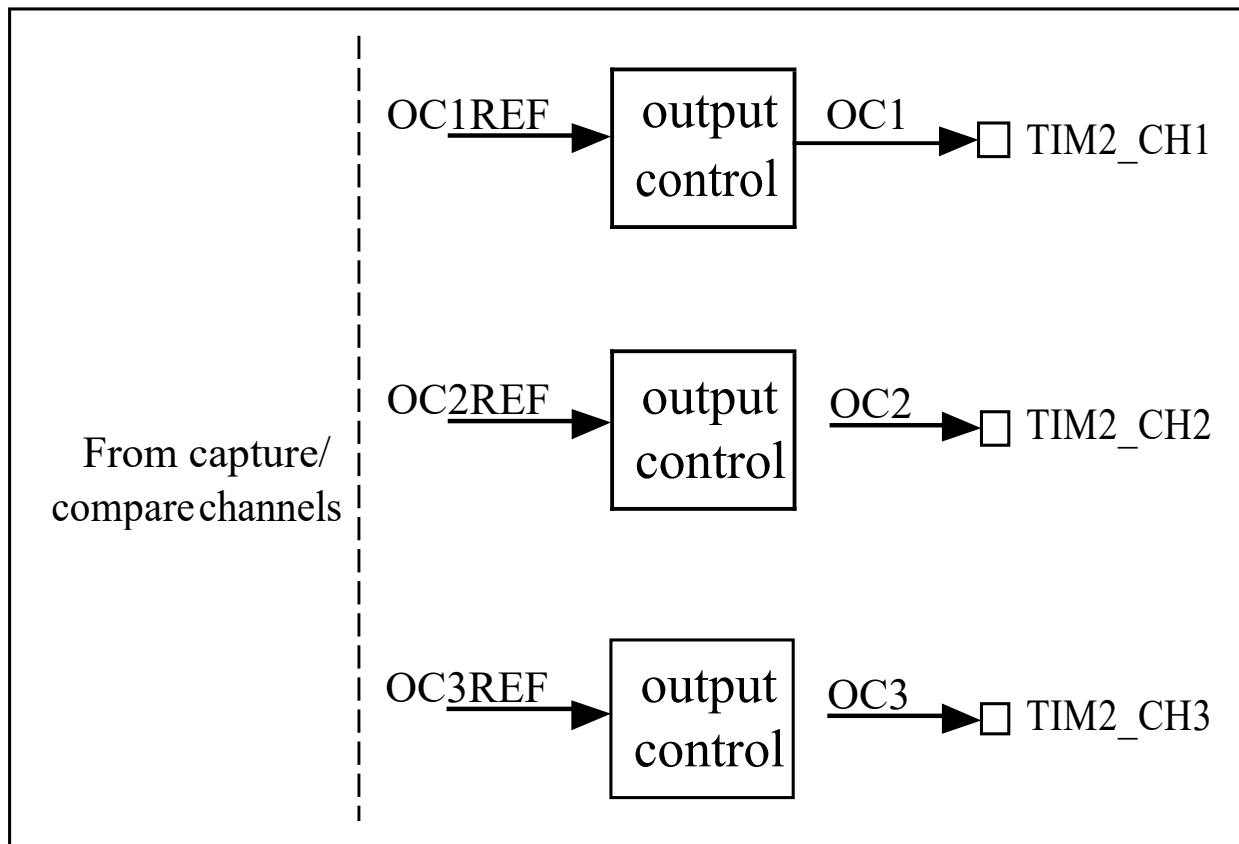 OC1REF
output
control
OC1
TIM2_CH1
OC2REF
output
control
OC2
TIM2_CH2
From capture/
compare channels
OC3REF
output
control
OC3
TIM2_CH3